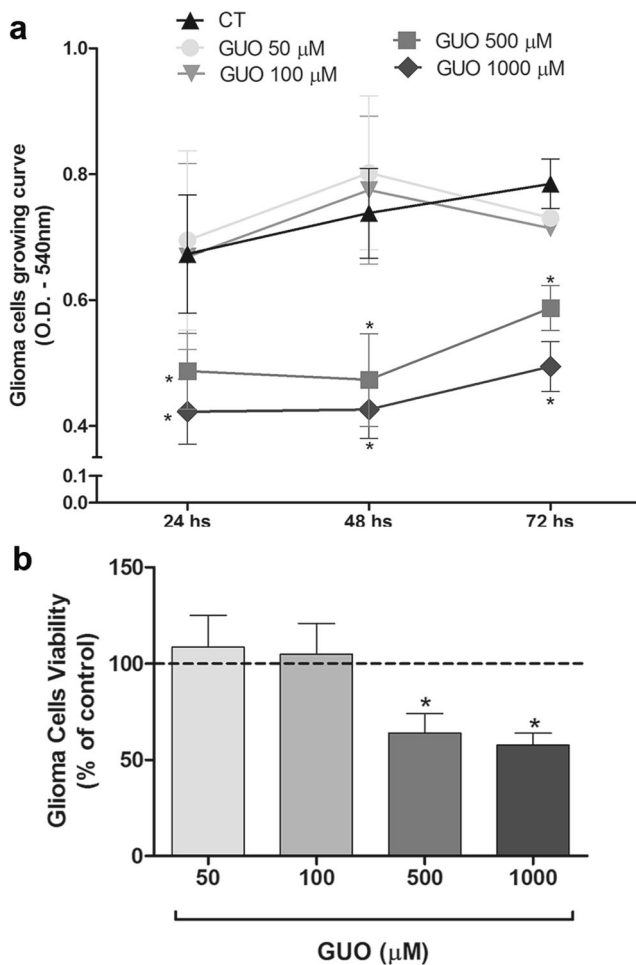 a
CT
GUO 50 μM
GUO 100 μM
GUO 500 μM
GUO 1000 μM
Glioma cells growing curve
(O.D. - 540nm)
1.0
0.8
0.6
0.4
0.1
0.0
*
*
*
*
*
*
24 hs
48 hs
72 hs
b
Glioma Cells Viability
(% of control)
150
100
50
0
*
*
50
100
500
1000
GUO (μM)